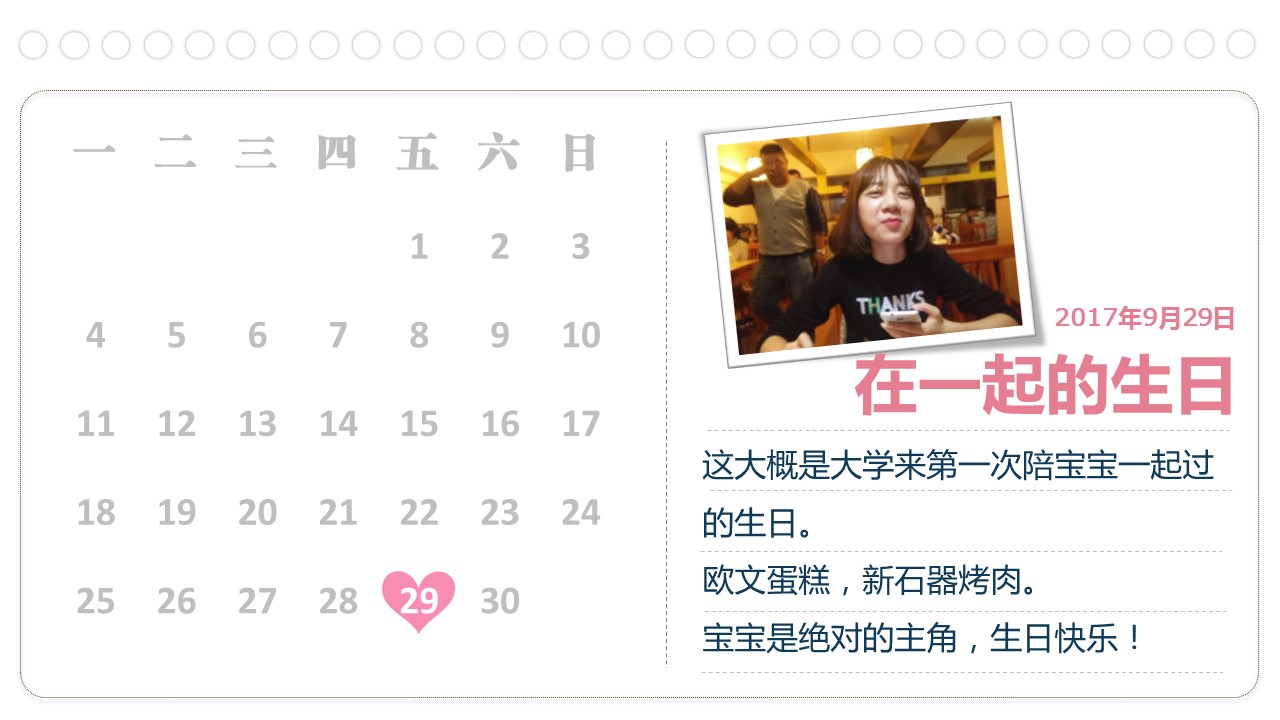 一 二 三 四 五 六 日
1 2 3
4 5 6 7 8 9 10
11 12 13 14 15 16 17
18 19 20 21 22 23 24
25 26 27 28 29 30
THANKS
2017年9月29日
在一起的生日
这大概是大学来第一次陪宝宝一起过
的生日。
欧文蛋糕，新石器烤肉。
宝宝是绝对的主角，生日快乐！